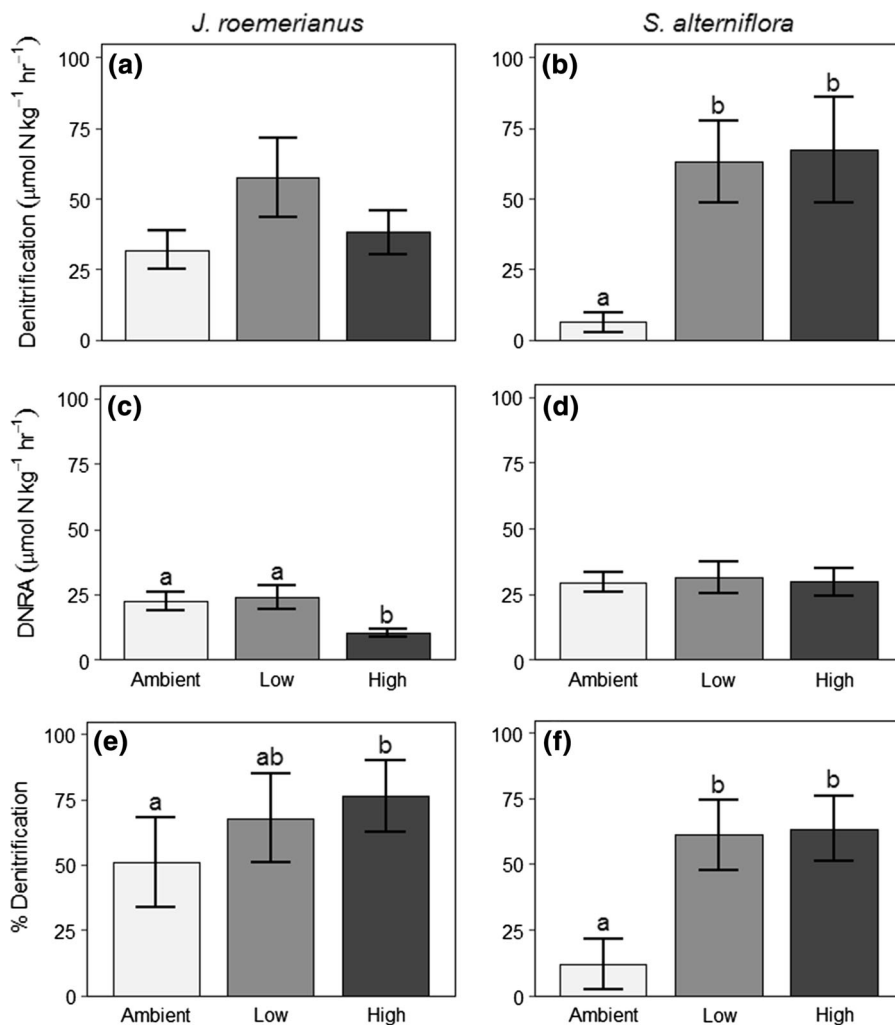 J. roemerianus
S. alterniflora
Denitrification (μmol N kg⁻¹ hr⁻¹)
(a)
100
75
50
25
0
(b)
100
75
50
25
0
a
b
b
DNRA (μmol N kg⁻¹ hr⁻¹)
(c)
100
75
50
25
0
a
a
b
Ambient Low High
(d)
100
75
50
25
0
Ambient Low High
% Denitrification
(e)
100
75
50
25
0
a
ab
b
Ambient Low High
(f)
100
75
50
25
0
a
b
b
Ambient Low High